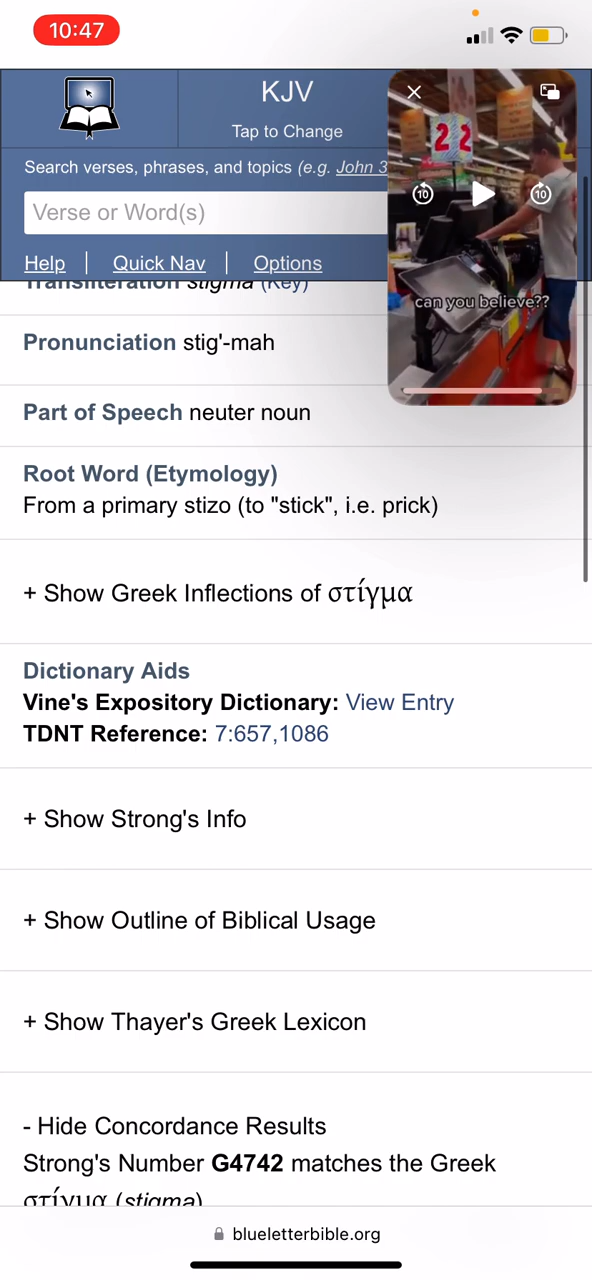 10:47
KJV
Tap to Change
Search verses, phrases, and topics (e.g. John 3
Verse or Word(s)
Help | Quick Nav | Options
22
10
10
can you believe??
Transliteration stigma (Key)
Pronunciation stig'-mah
Part of Speech neuter noun
Root Word (Etymology)
From a primary stizo (to "stick", i.e. prick)
+ Show Greek Inflections of στίγμα
Dictionary Aids
Vine's Expository Dictionary: View Entry
TDNT Reference: 7:657,1086
+ Show Strong's Info
+ Show Outline of Biblical Usage
+ Show Thayer's Greek Lexicon
- Hide Concordance Results
Strong's Number G4742 matches the Greek
στίγμα (stigma)
blueletterbible.org